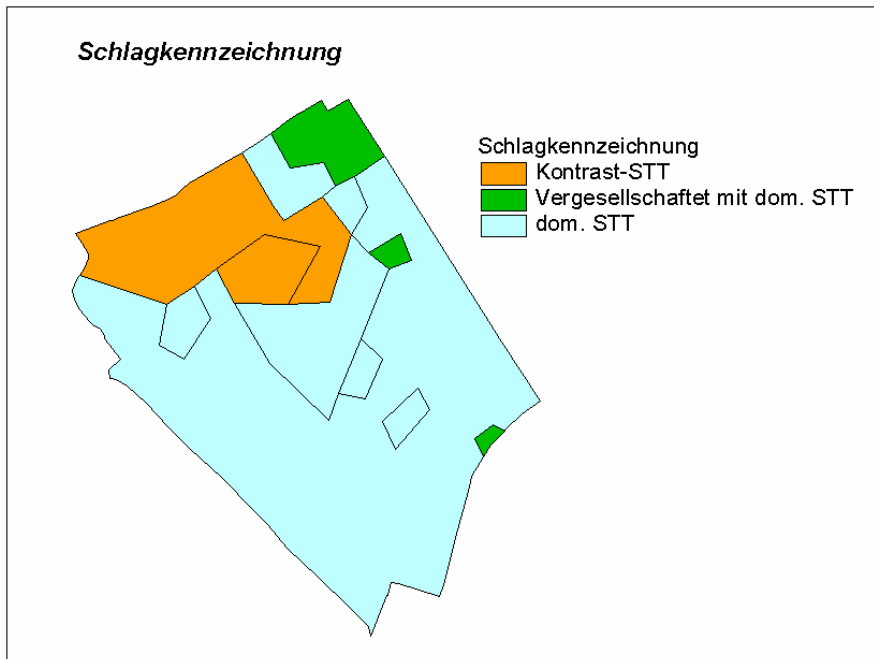 Schlagkennzeichnung
Schlagkennzeichnung
Kontrast-STT
Vergesellschaftet mit dom. STT
dom. STT